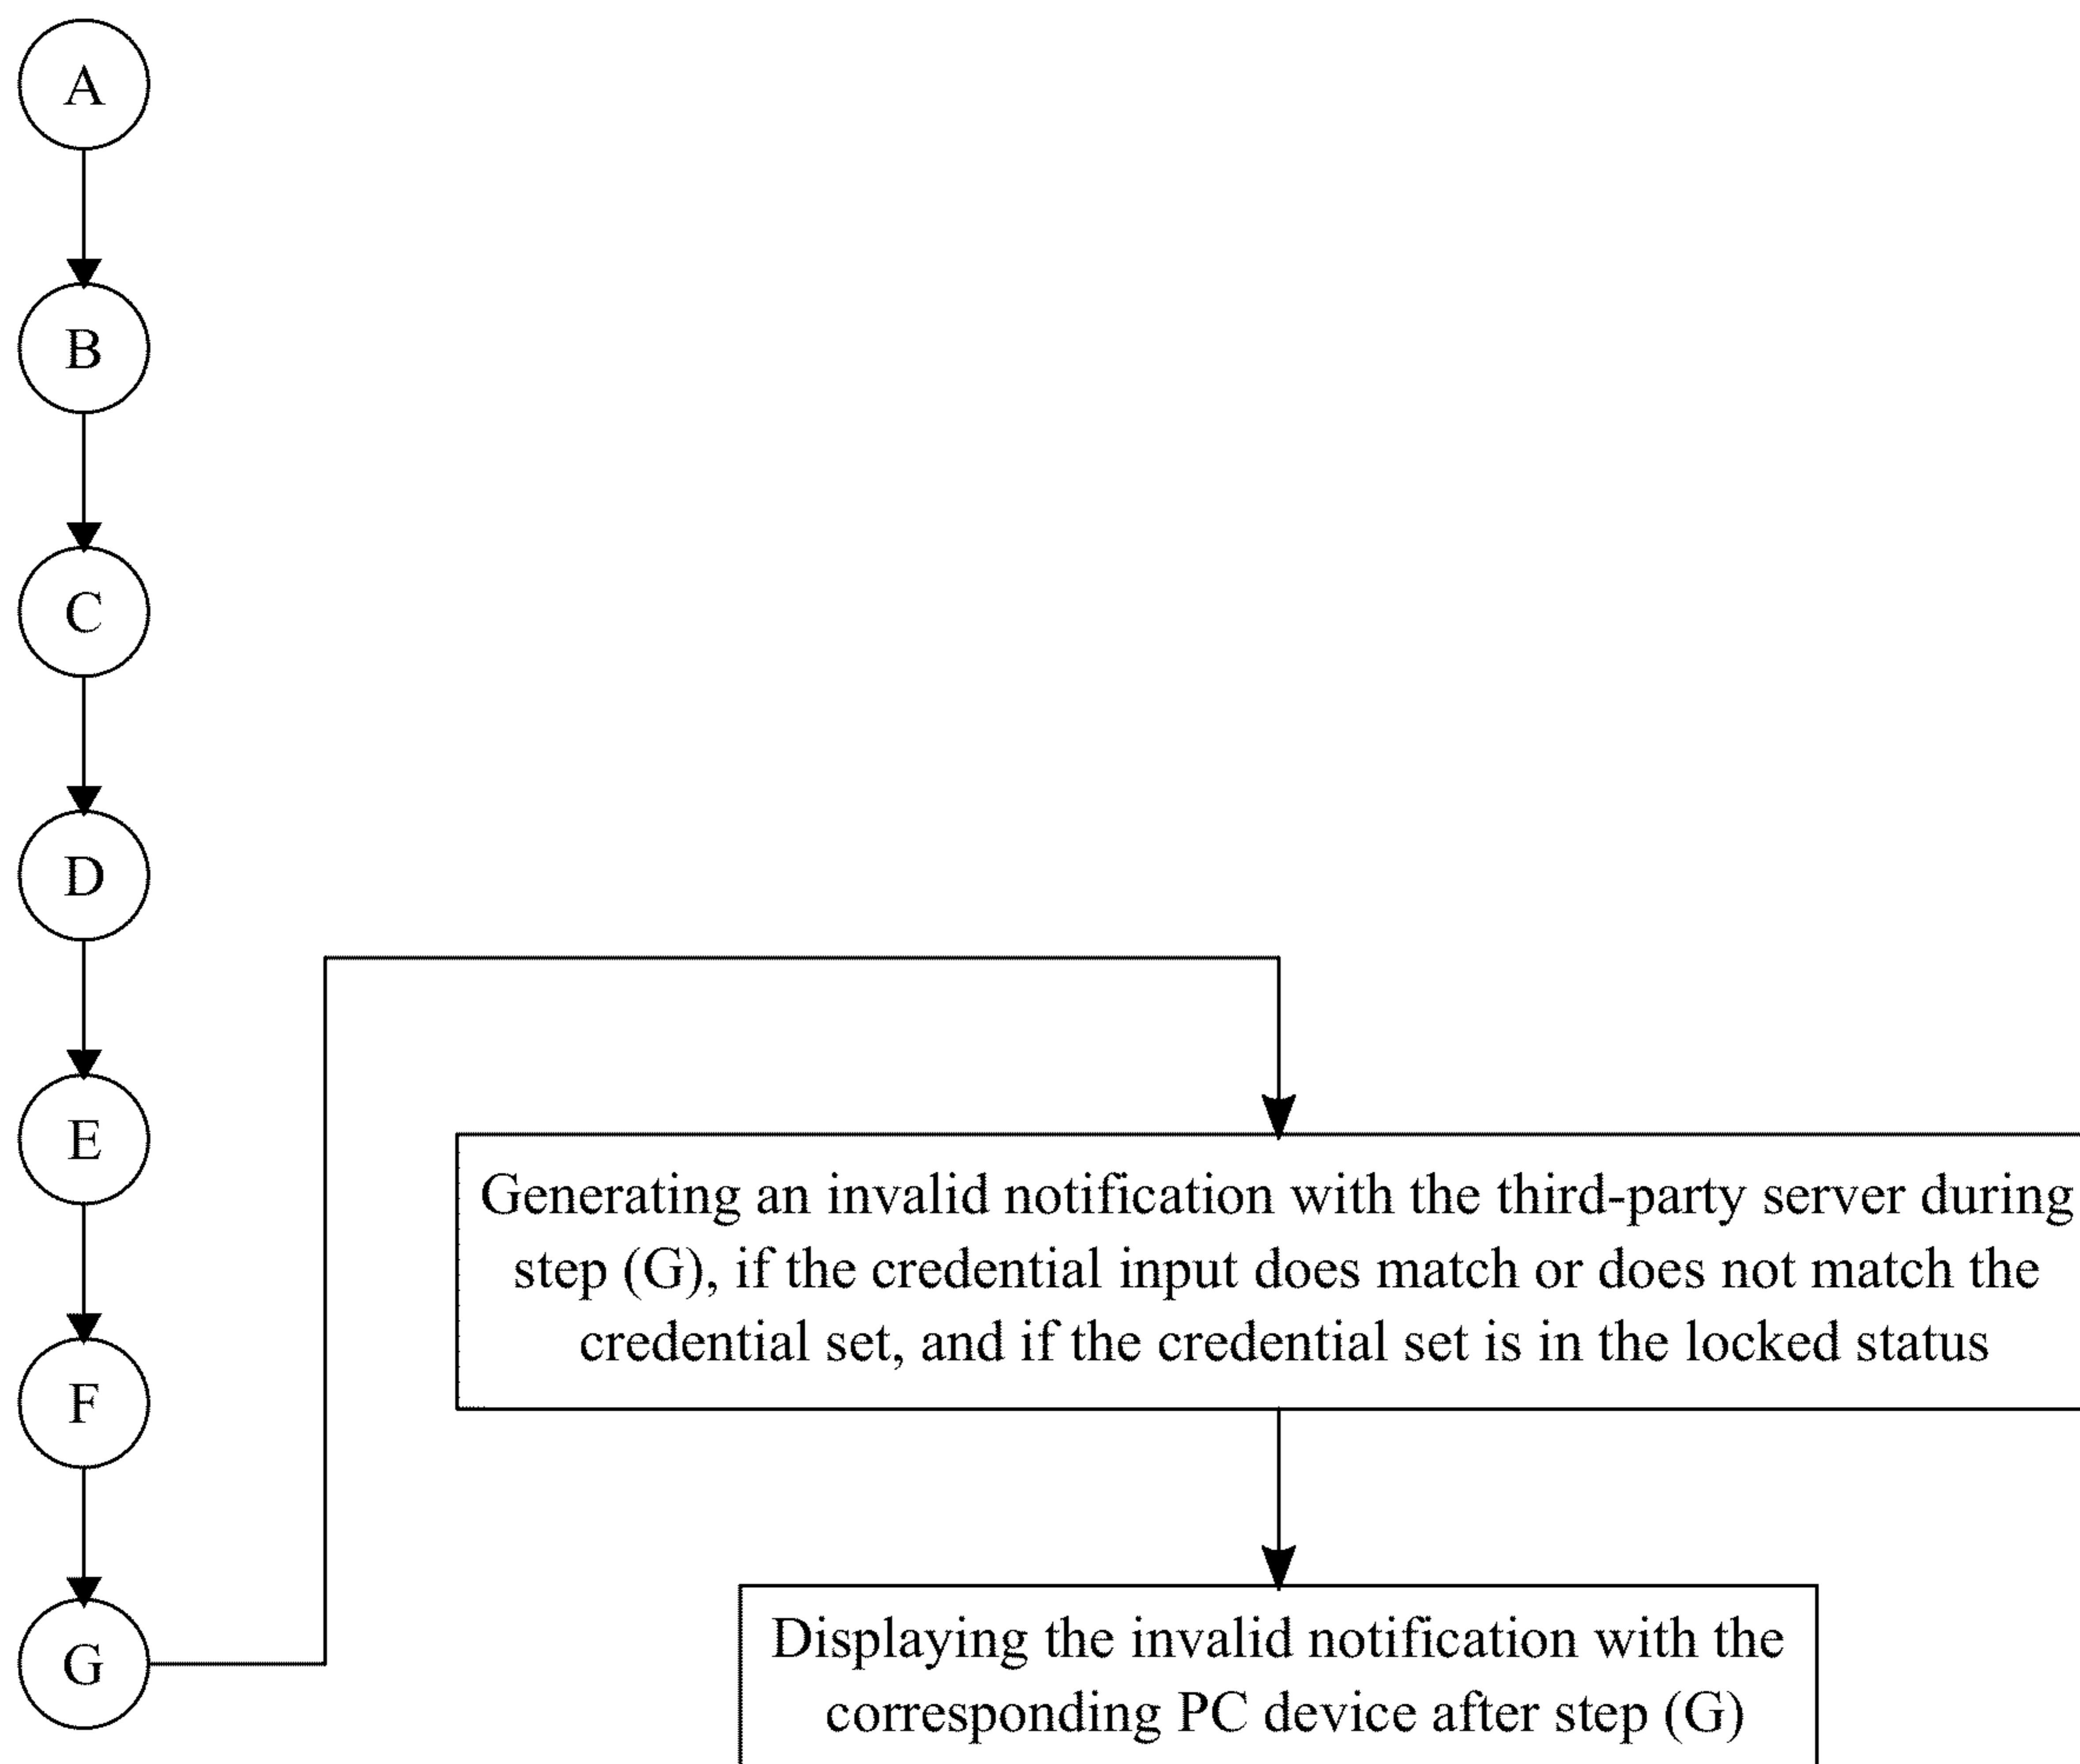 A
B
C
D
E
F
G
Generating an invalid notification with the third-party server during
step (G), if the credential input does match or does not match the
credential set, and if the credential set is in the locked status
Displaying the invalid notification with the
corresponding PC device after step (G)